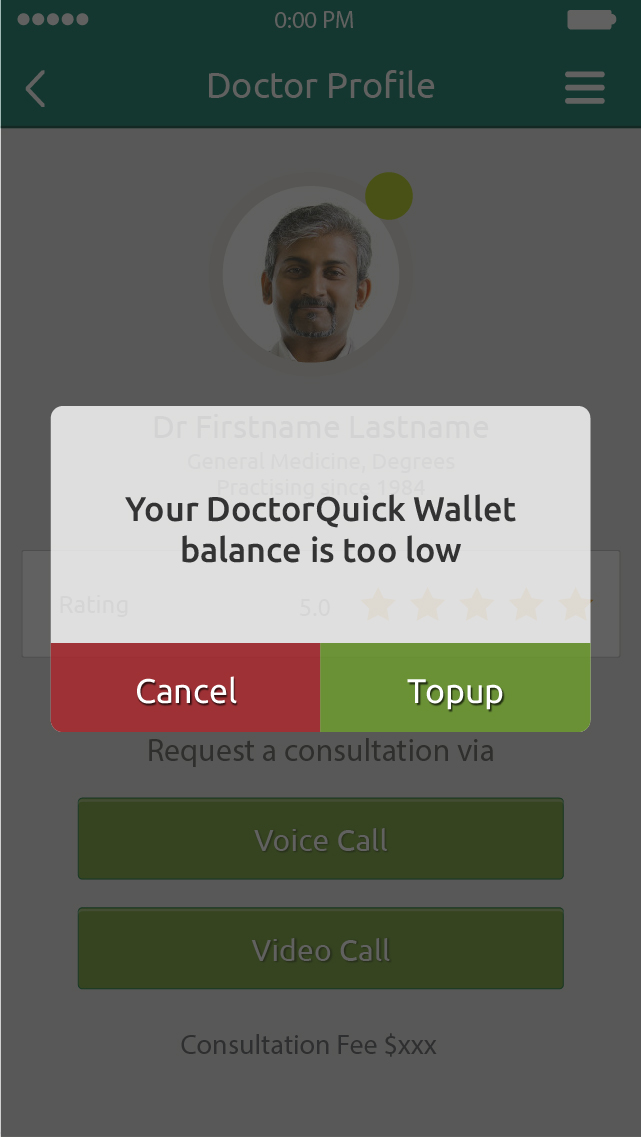 0:00 PM
Doctor Profile
Dr Firstname Lastname
General Medicine, Degrees
Practising since 1984
Your DoctorQuick Wallet
balance is too low
Rating 5.0
Cancel Topup
Request a consultation via
Voice Call
Video Call
Consultation Fee $xxx